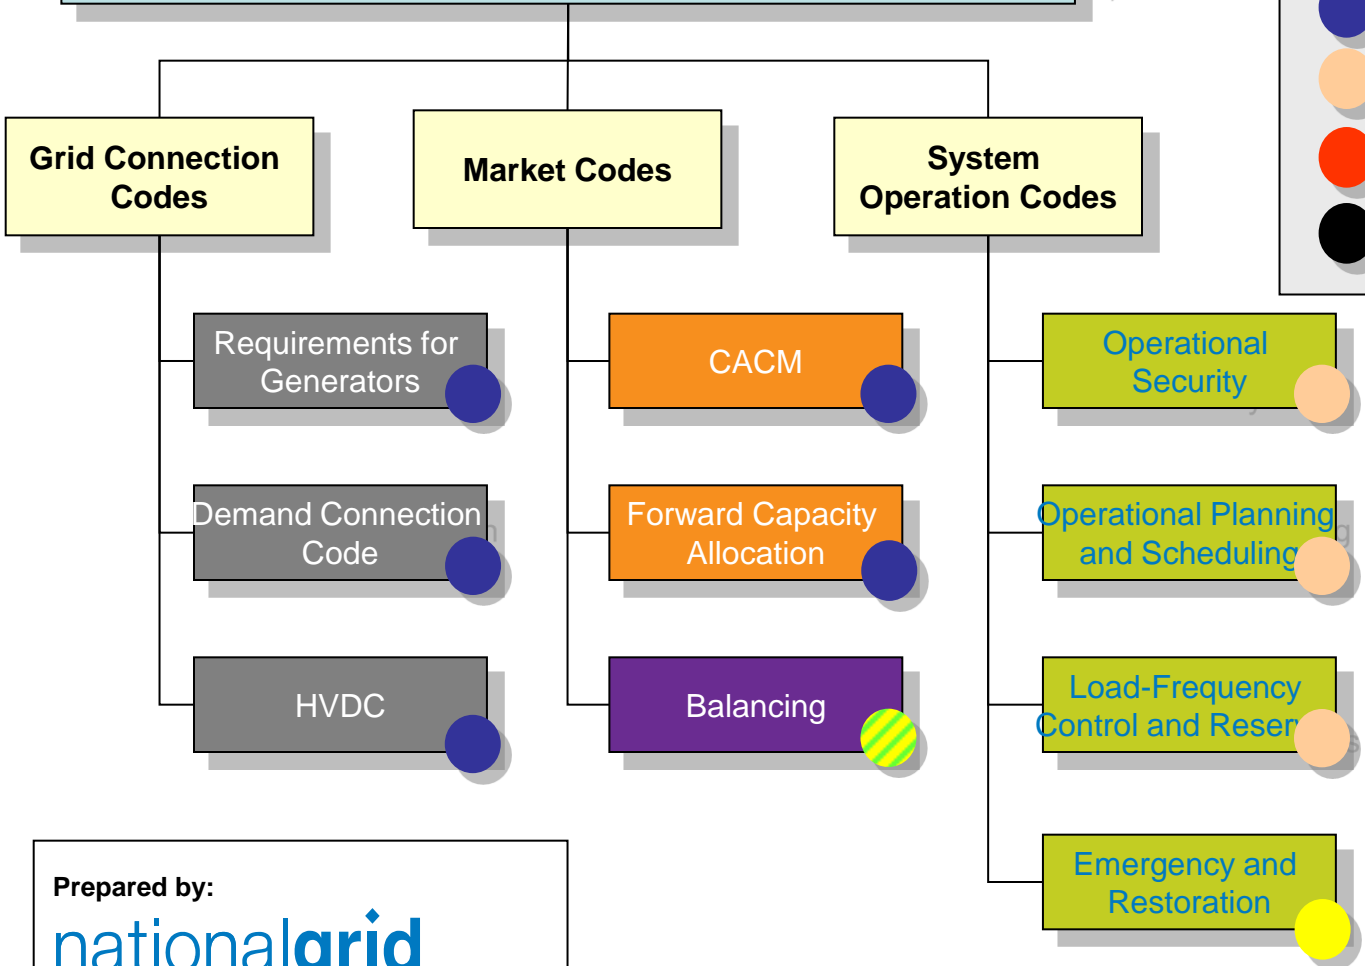 Grid Connection
Codes
Market Codes
System
Operation Codes
Requirements for
Generators
CACM
Operational
Security
Demand Connection
Code
Forward Capacity
Allocation
Operational Planning
and Scheduling
HVDC
Balancing
Load-Frequency
Control and
Emergency and
Restoration
Prepared by:
nationalgrid